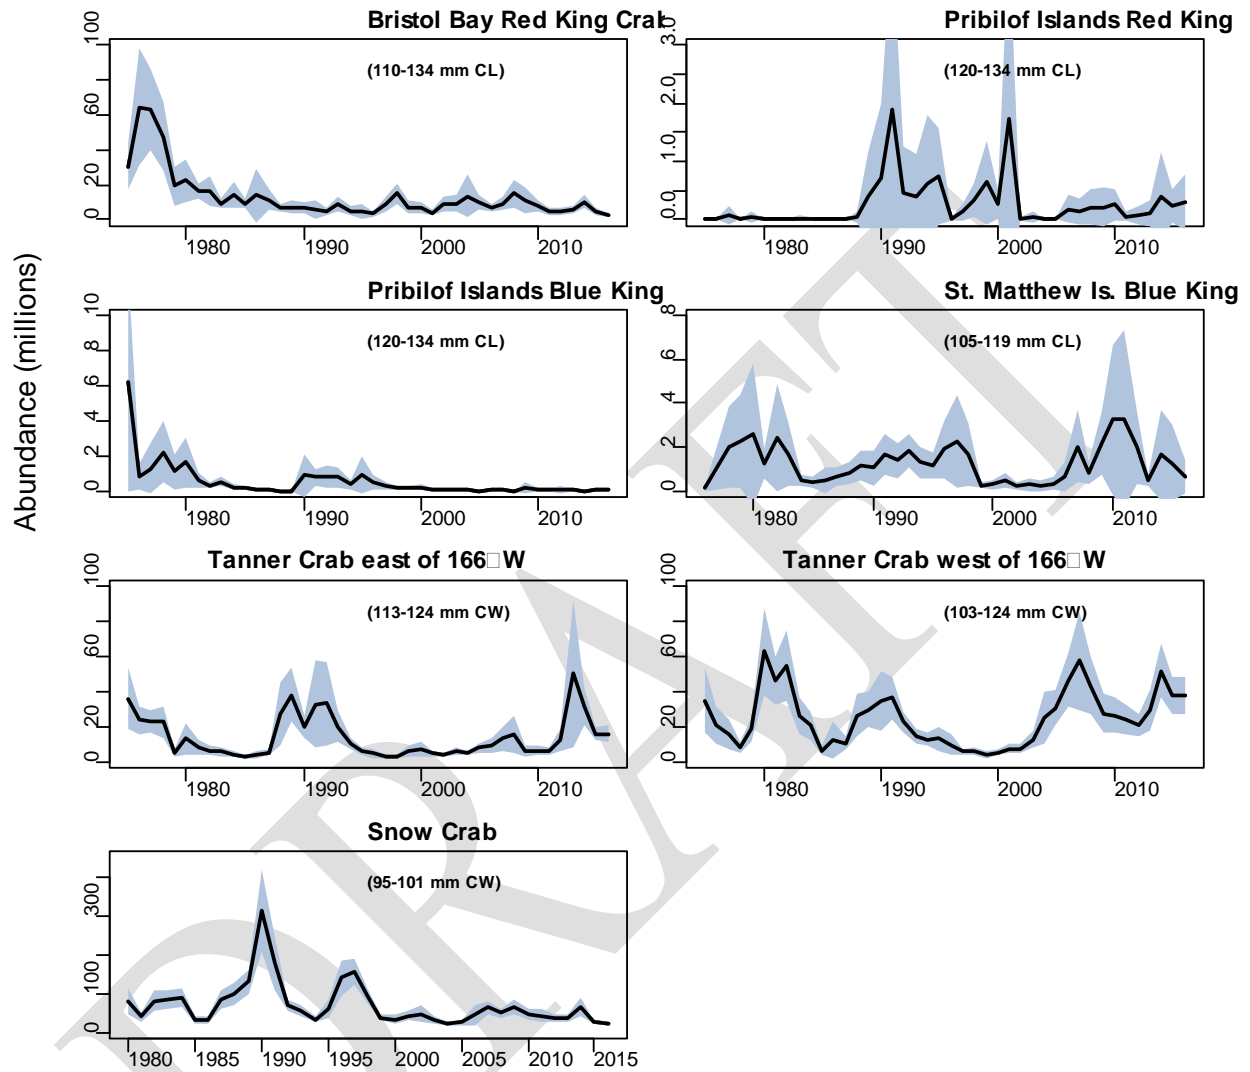 Abundance (millions)
Bristol Bay Red King Crab
(110-134 mm CL)
0 20 60 100
1980 1990 2000 2010
Pribilof Islands Red King
(120-134 mm CL)
0.0 1.0 2.0 3.0
1980 1990 2000 2010
Pribilof Islands Blue King
(120-134 mm CL)
0 2 4 6 8 10
1980 1990 2000 2010
St. Matthew Is. Blue King
(105-119 mm CL)
0 2 4 6 8
1980 1990 2000 2010
Tanner Crab east of 166□W
(113-124 mm CW)
0 20 60 100
1980 1990 2000 2010
Tanner Crab west of 166□W
(103-124 mm CW)
0 20 60 100
1980 1990 2000 2010
Snow Crab
(95-101 mm CW)
0 100 300
1980 1985 1990 1995 2000 2005 2010 2015
DRAFT